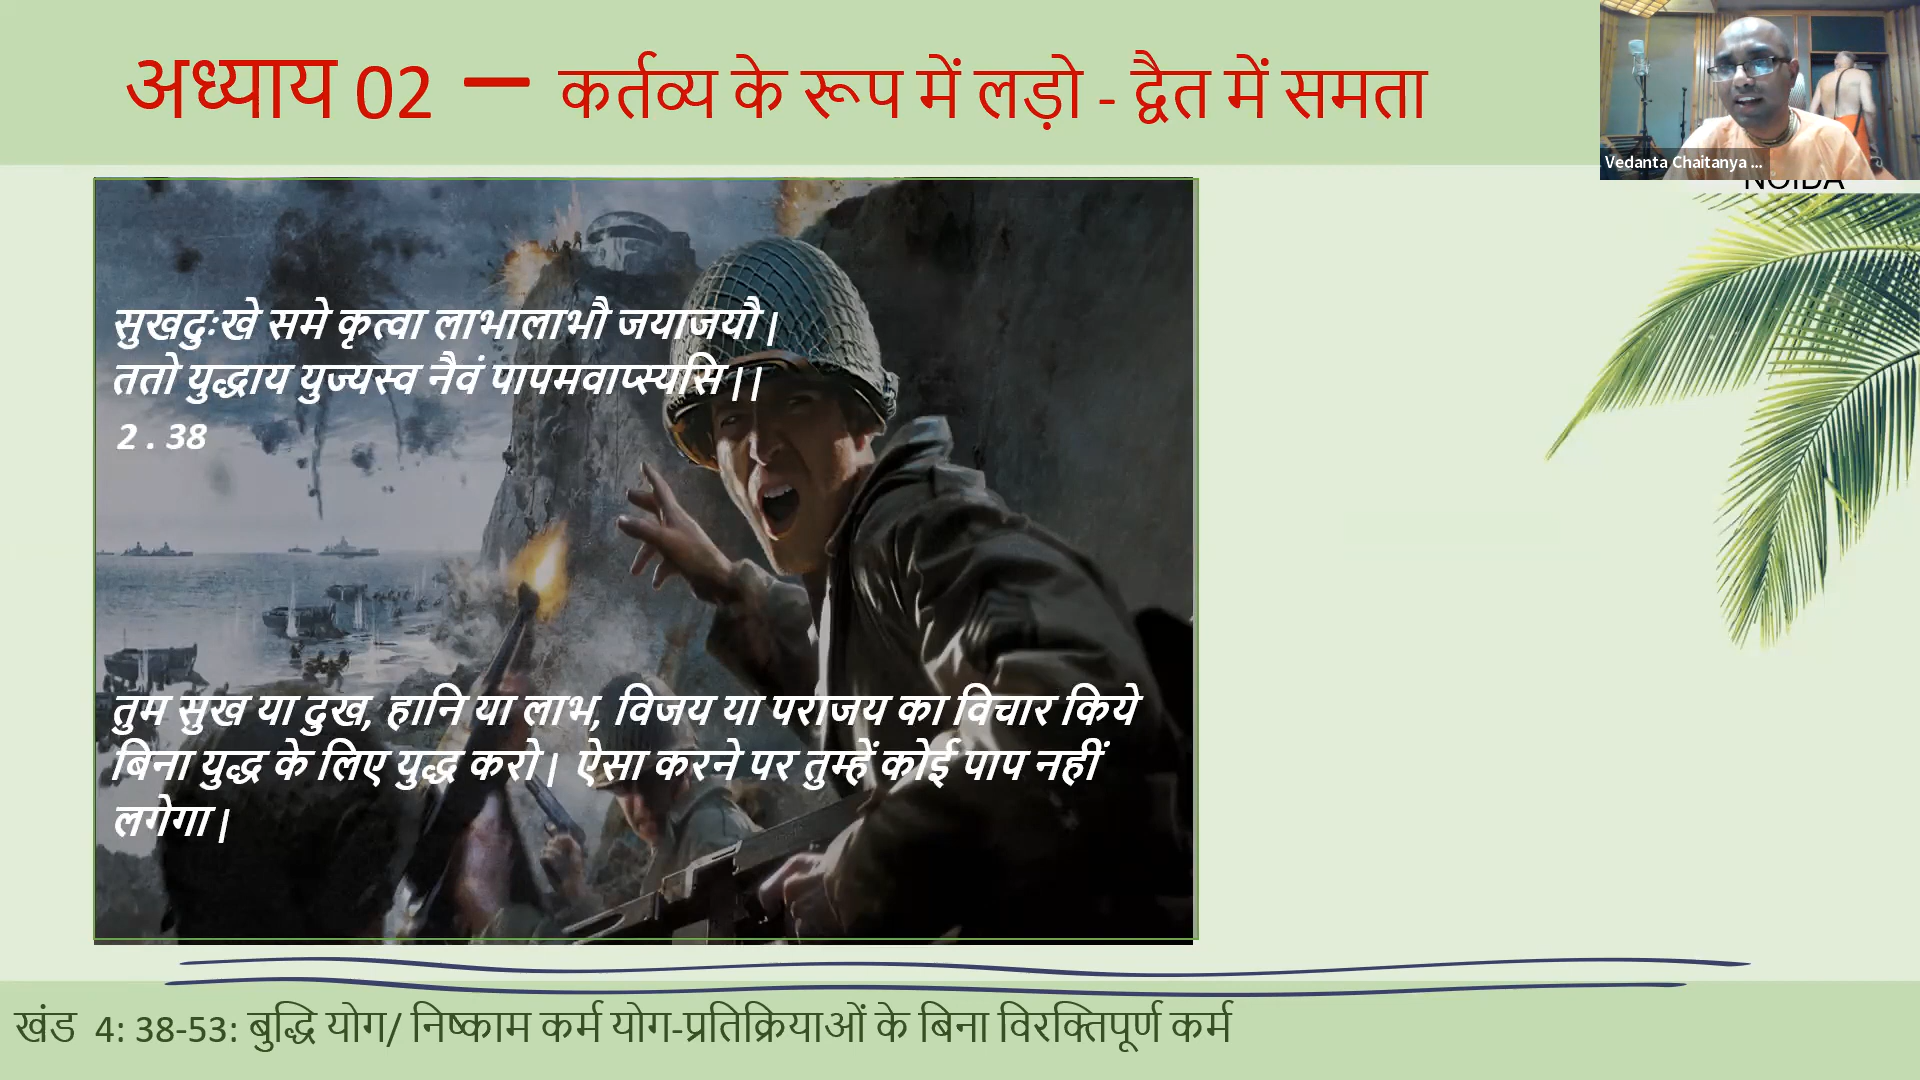 अध्याय 02 – कर्तव्य के रूप में लड़ो - द्वैत में समता
Vedanta Chaitanya ...
NOIDA
सुखदुःखे समे कृत्वा लाभालाभौ जयाजयौ |
ततो युद्धाय युज्यस्व नैवं पापमवाप्स्यसि ||
2 . 38
तुम सुख या दुख, हानि या लाभ, विजय या पराजय का विचार किये
बिना युद्ध के लिए युद्ध करो | ऐसा करने पर तुम्हें कोई पाप नहीं
लगेगा |
खंड 4: 38-53: बुद्धि योग/ निष्काम कर्म योग-प्रतिक्रियाओं के बिना विरक्तिपूर्ण कर्म